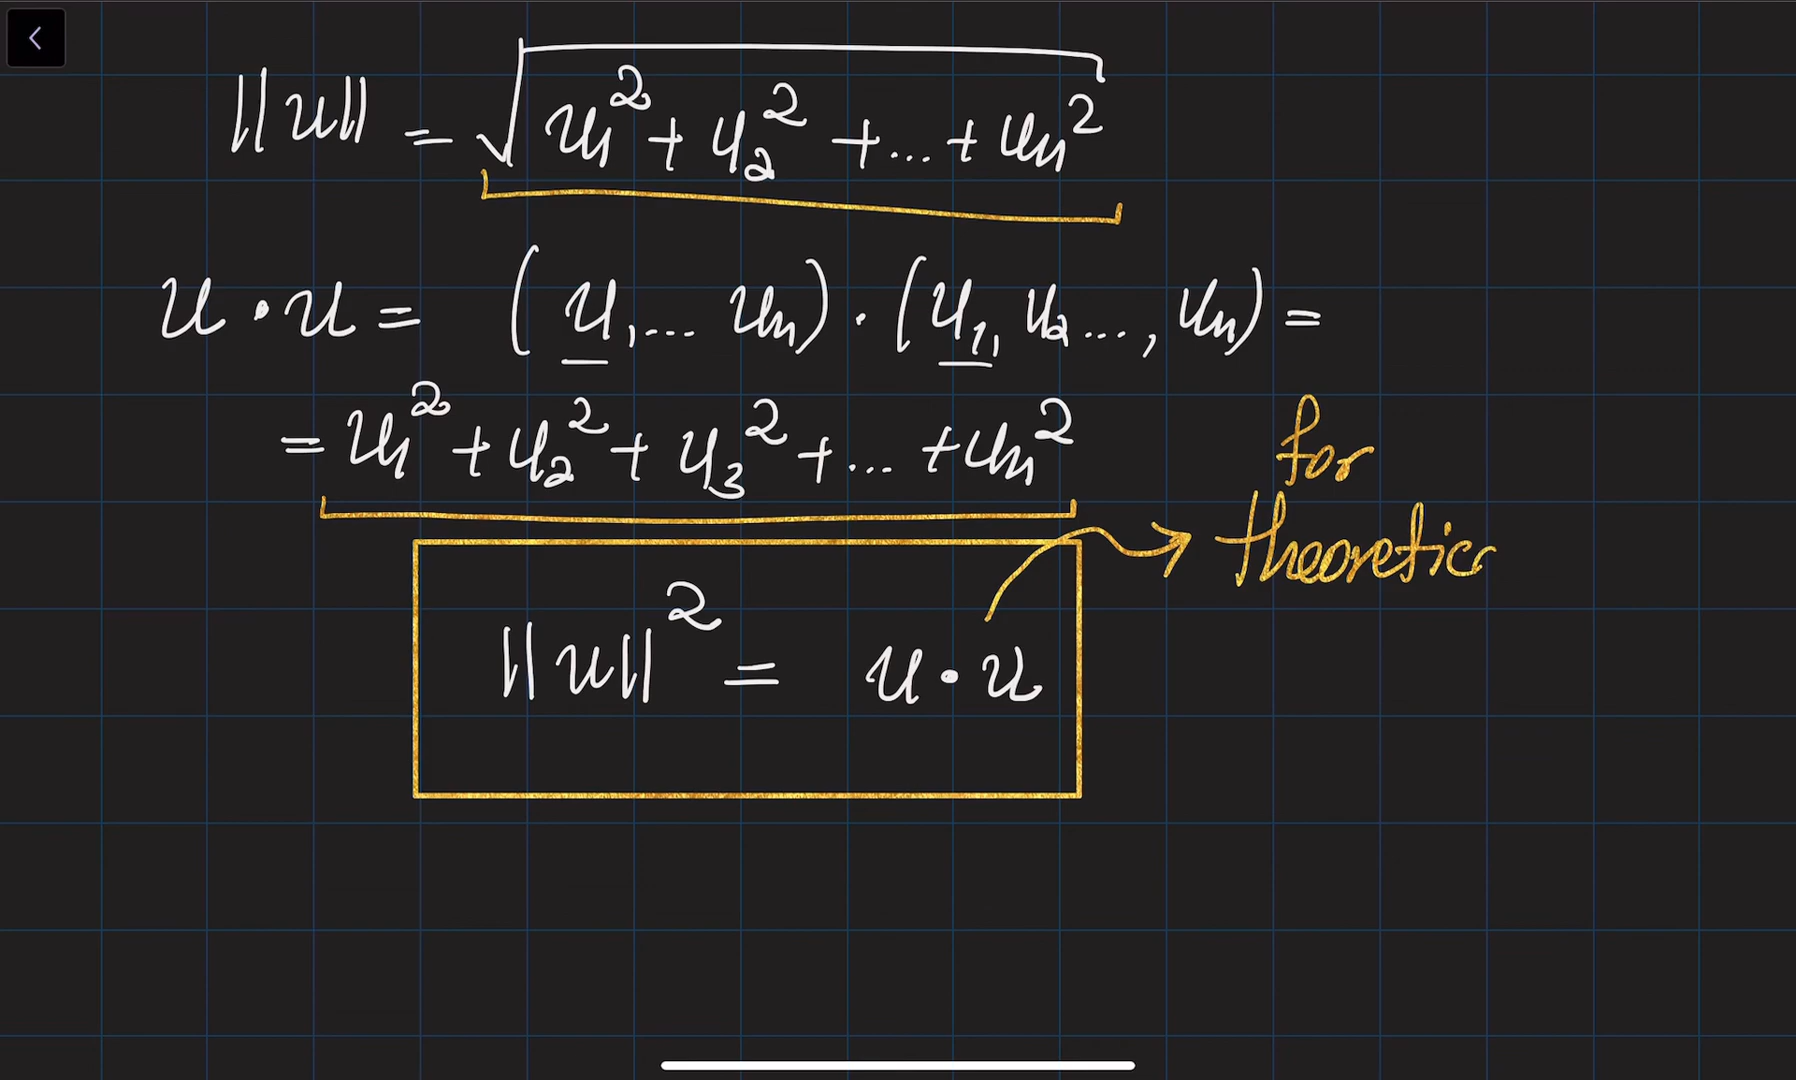 ||u|| = √(u₁² + u₂² + ... + uₙ²)
u · u = (u₁, ... uₙ) · (u₁, u₂ ..., uₙ) =
= u₁² + u₂² + u₃² + ... + uₙ²
for
theoretic
||u||² = u · u